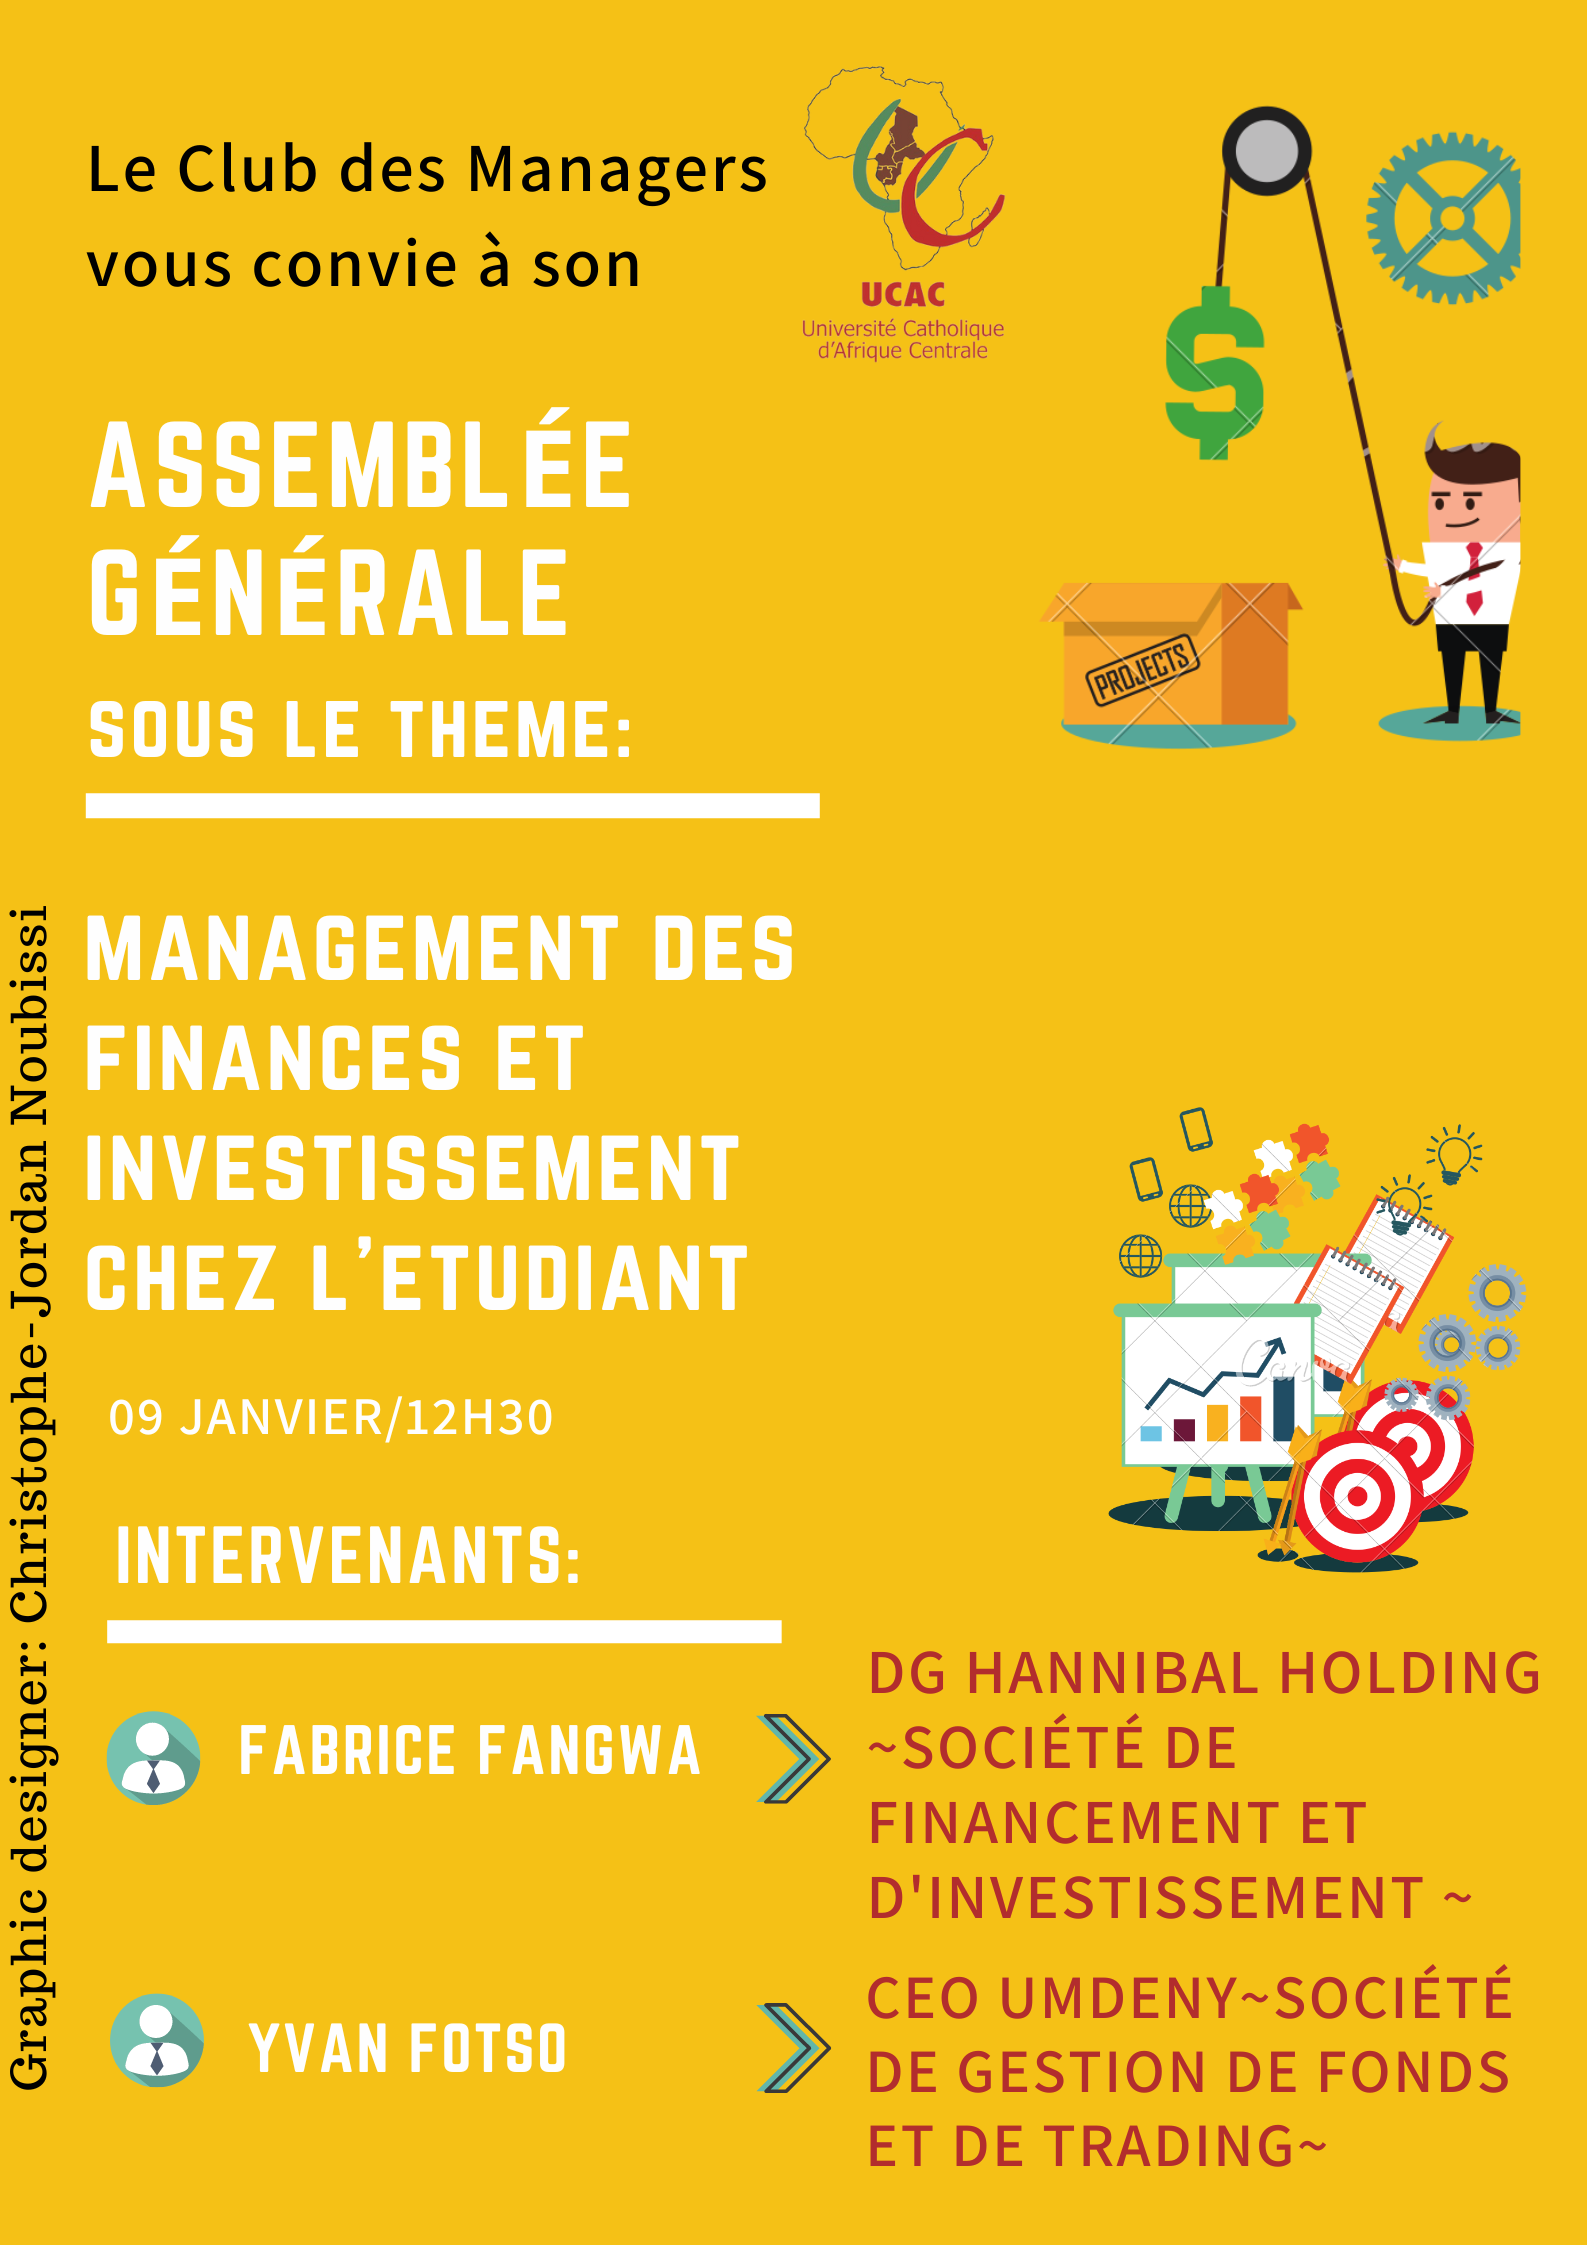 Le Club des Managers
vous convie à son
UCAC
Université Catholique
d'Afrique Centrale
ASSEMBLÉE
GÉNÉRALE
SOUS LE THEME:
PROJECTS
MANAGEMENT DES
FINANCES ET
INVESTISSEMENT
CHEZ L'ETUDIANT
Canva
09 JANVIER/12H30
INTERVENANTS:
FABRICE FANGWA
DG HANNIBAL HOLDING
~SOCIÉTÉ DE
FINANCEMENT ET
D'INVESTISSEMENT ~
YVAN FOTSO
CEO UMDENY~SOCIÉTÉ
DE GESTION DE FONDS
ET DE TRADING~
Graphic designer: Christophe-Jordan Noubissi